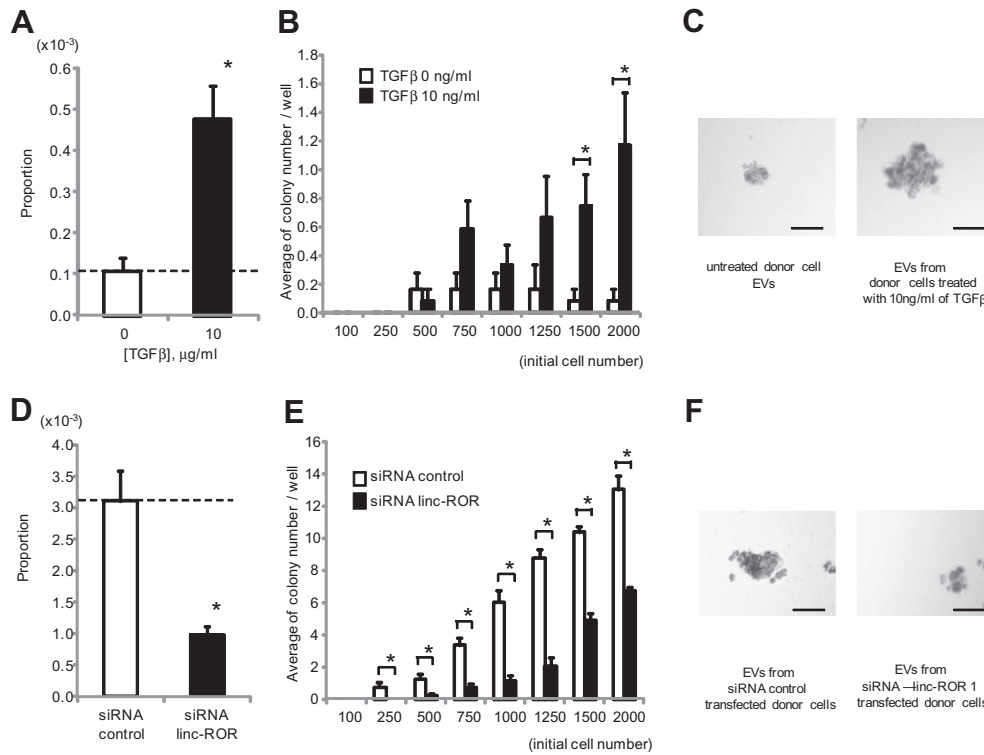 A
(x10⁻³)
0.6
0.5
0.4
0.3
0.2
0.1
0.0
Proportion
*
0 10
[TGFβ], μg/ml
B
1.8
1.6
1.4
1.2
1.0
0.8
0.6
0.4
0.2
0.0
Average of colony number / well
TGFβ 0 ng/ml
TGFβ 10 ng/ml
*
*
100 250 500 750 1000 1250 1500 2000
(initial cell number)
C
untreated donor cell
EVs
EVs from
donor cells treated
with 10ng/ml of TGFβ
D
(x10⁻³)
4.0
3.5
3.0
2.5
2.0
1.5
1.0
0.5
0.0
Proportion
*
siRNA
control
siRNA
linc-ROR
E
16
14
12
10
8
6
4
2
0
Average of colony number / well
siRNA control
siRNA linc-ROR
*
*
*
*
*
*
*
100 250 500 750 1000 1250 1500 2000
(initial cell number)
F
EVs from
siRNA control
transfected donor cells
EVs from
siRNA –linc-ROR 1
transfected donor cells